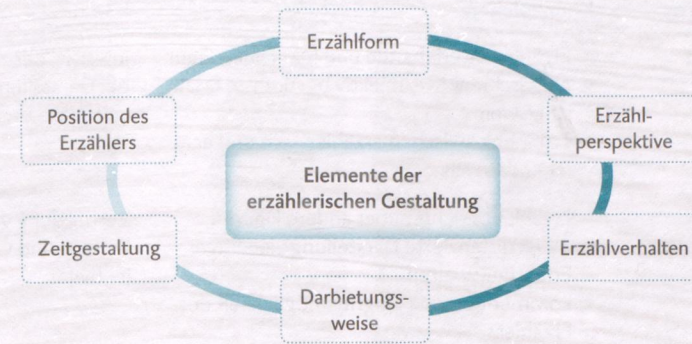 Erzählform
Position des
Erzählers
Erzähl-
perspektive
Elemente der
erzählerischen Gestaltung
Zeitgestaltung
Erzählverhalten
Darbietungs-
weise